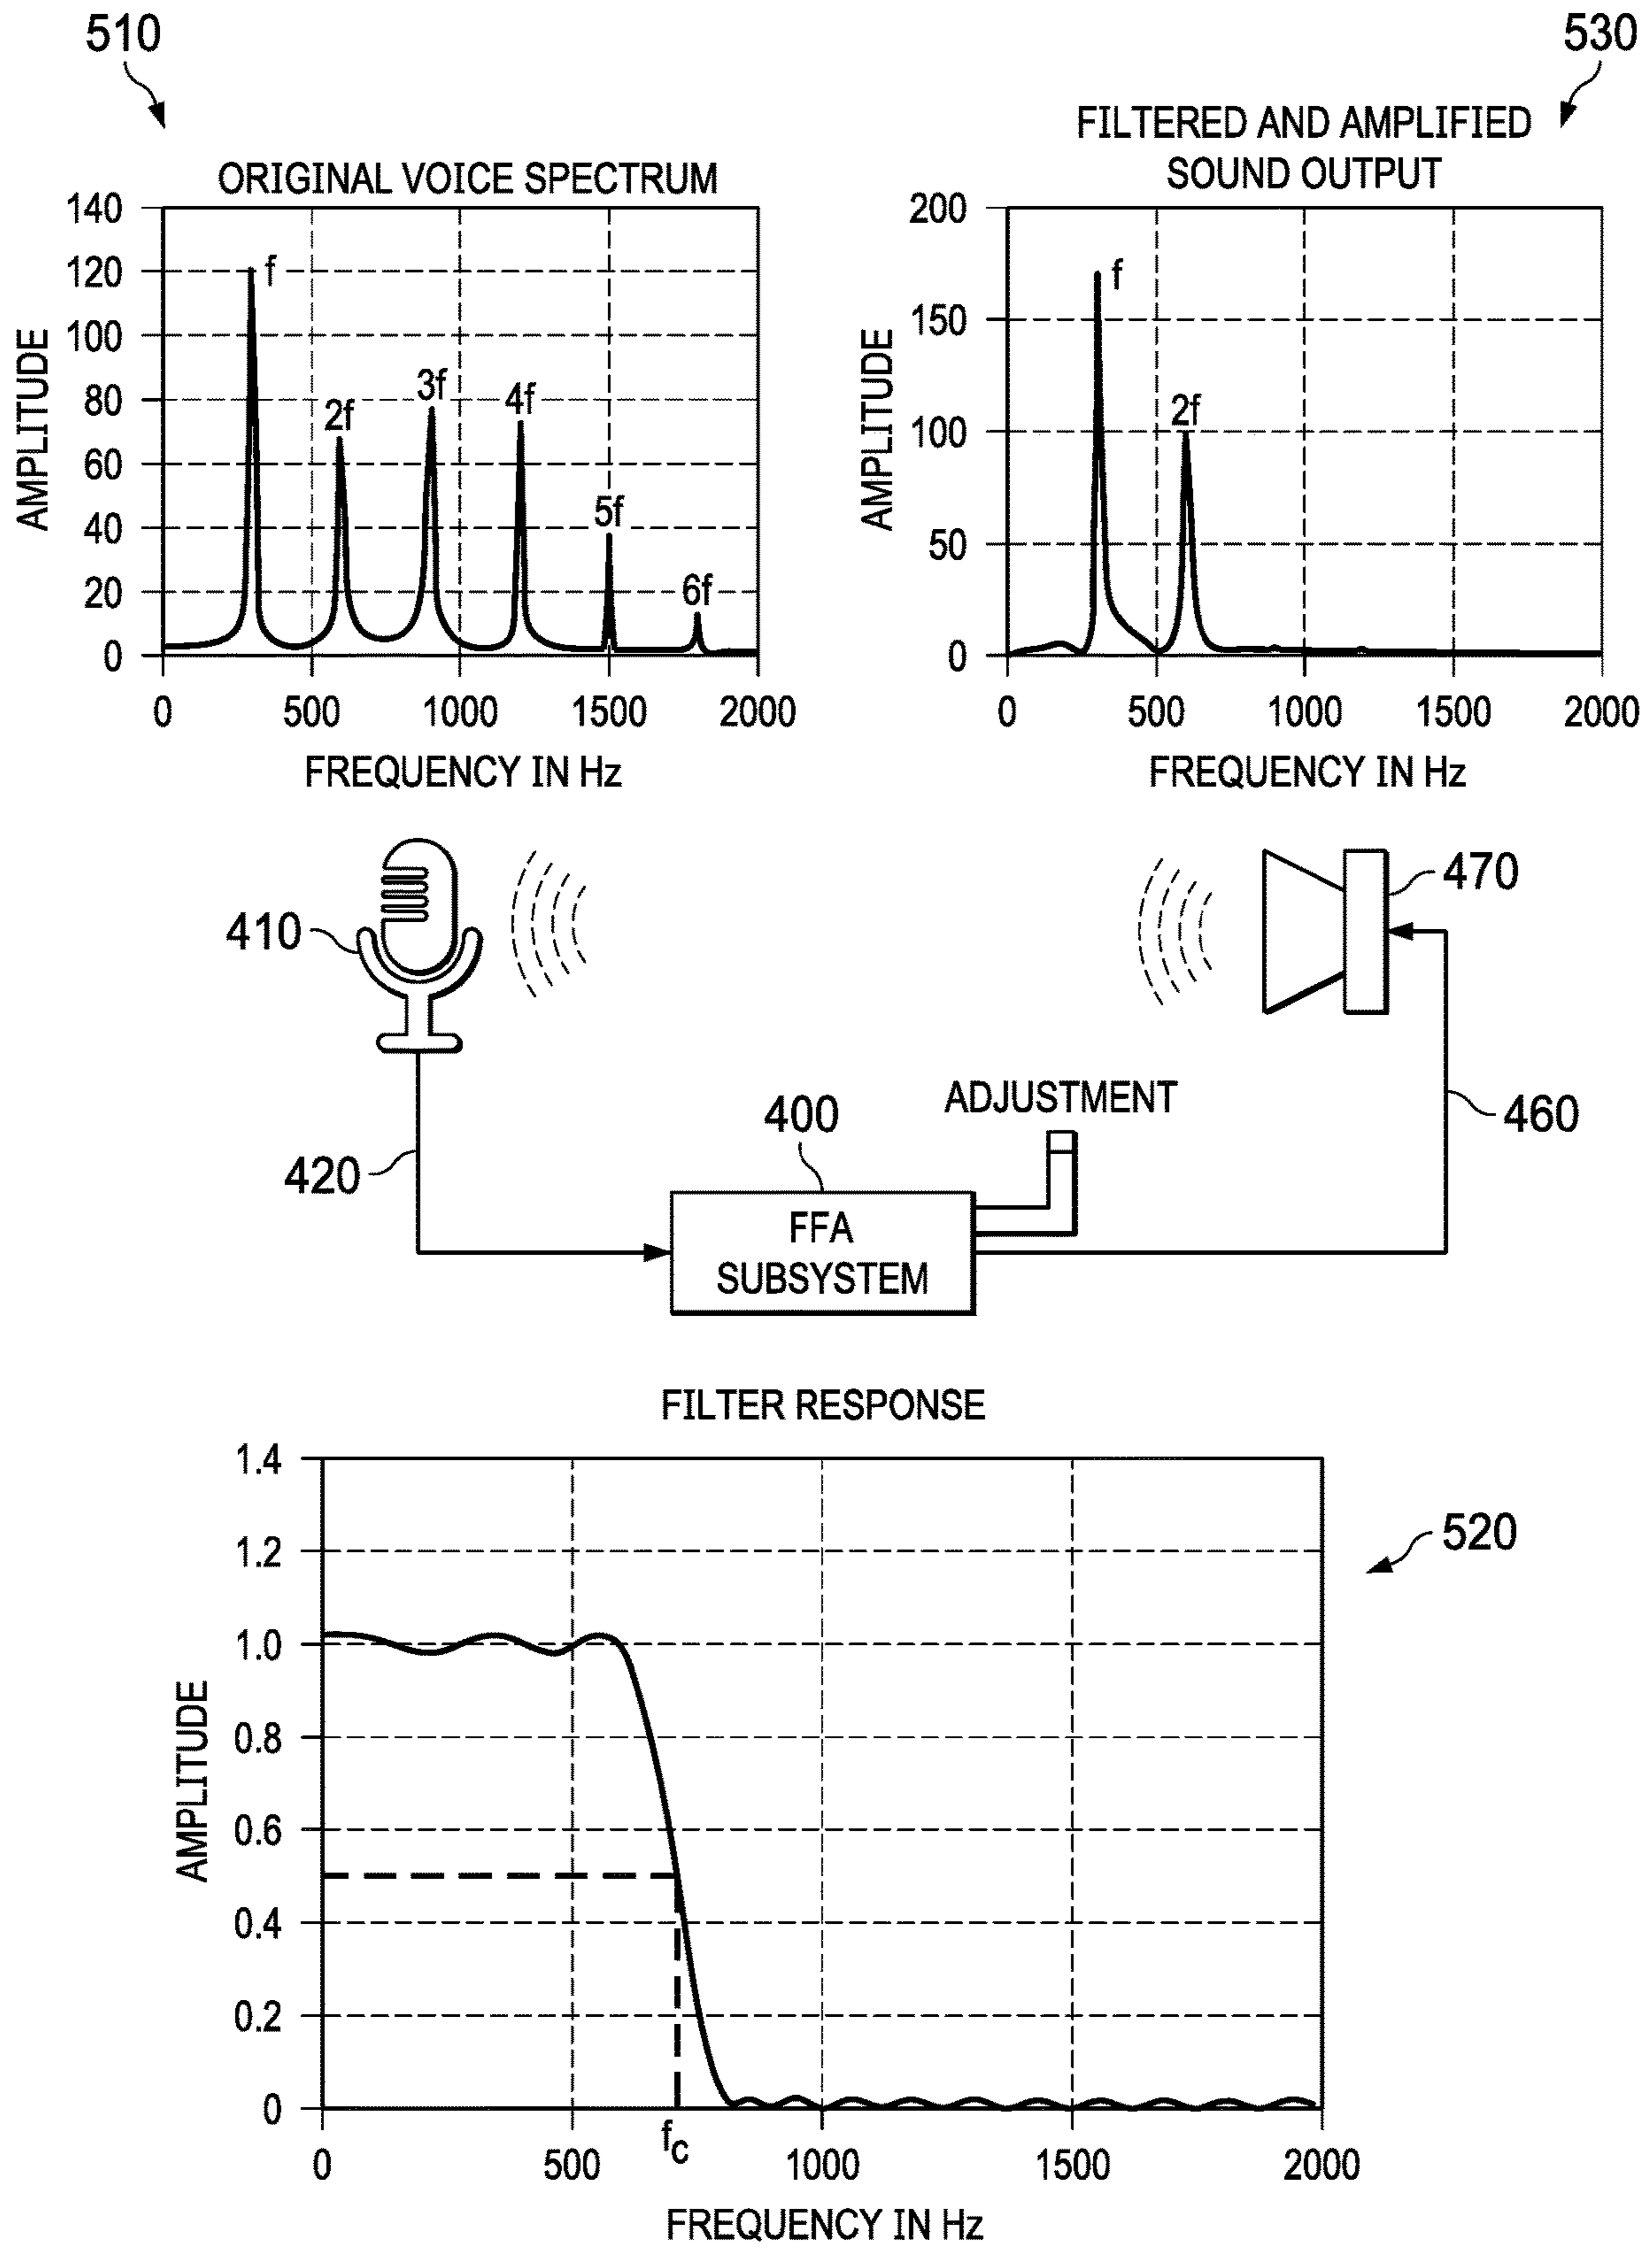 510
530
ORIGINAL VOICE SPECTRUM
FILTERED AND AMPLIFIED
SOUND OUTPUT
AMPLITUDE
140
120
100
80
60
40
20
0
f
2f
3f
4f
5f
6f
0 500 1000 1500 2000
FREQUENCY IN Hz
AMPLITUDE
200
150
100
50
0
f
2f
0 500 1000 1500 2000
FREQUENCY IN Hz
410
470
420
400
ADJUSTMENT
460
FFA
SUBSYSTEM
FILTER RESPONSE
520
AMPLITUDE
1.4
1.2
1.0
0.8
0.6
0.4
0.2
0
0 500 fC 1000 1500 2000
FREQUENCY IN Hz